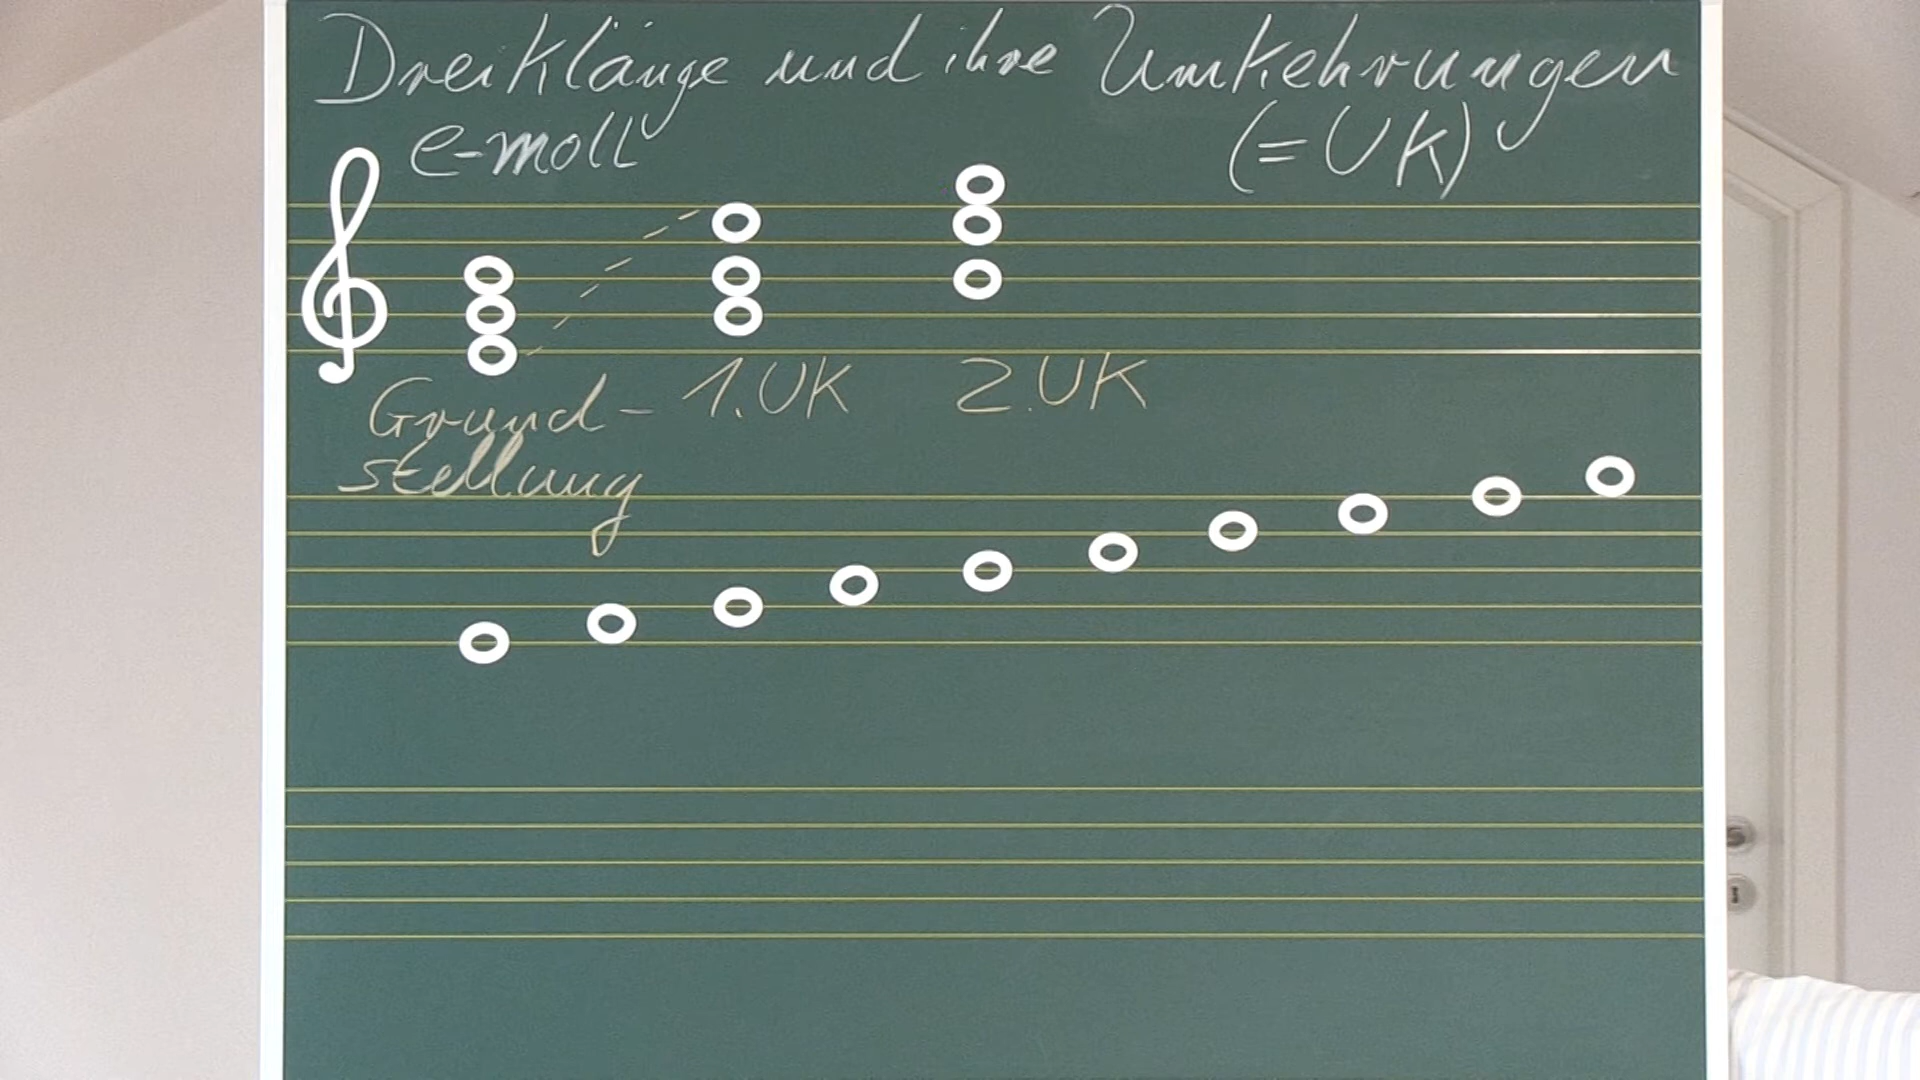 Dreiklänge und ihre Umkehrungen
e-moll (=UK)
Grund- 1.UK 2.UK
stellung